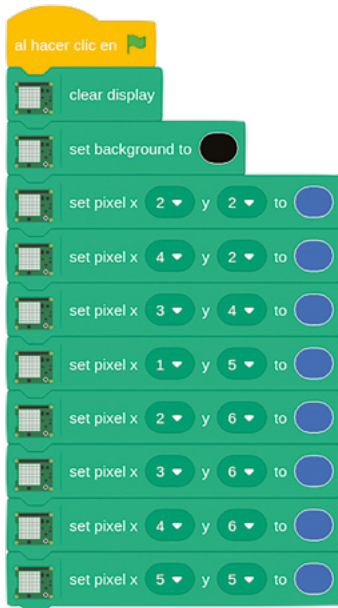 al hacer clic en
clear display
set background to
set pixel x 2 y 2 to
set pixel x 4 y 2 to
set pixel x 3 y 4 to
set pixel x 1 y 5 to
set pixel x 2 y 6 to
set pixel x 3 y 6 to
set pixel x 4 y 6 to
set pixel x 5 y 5 to